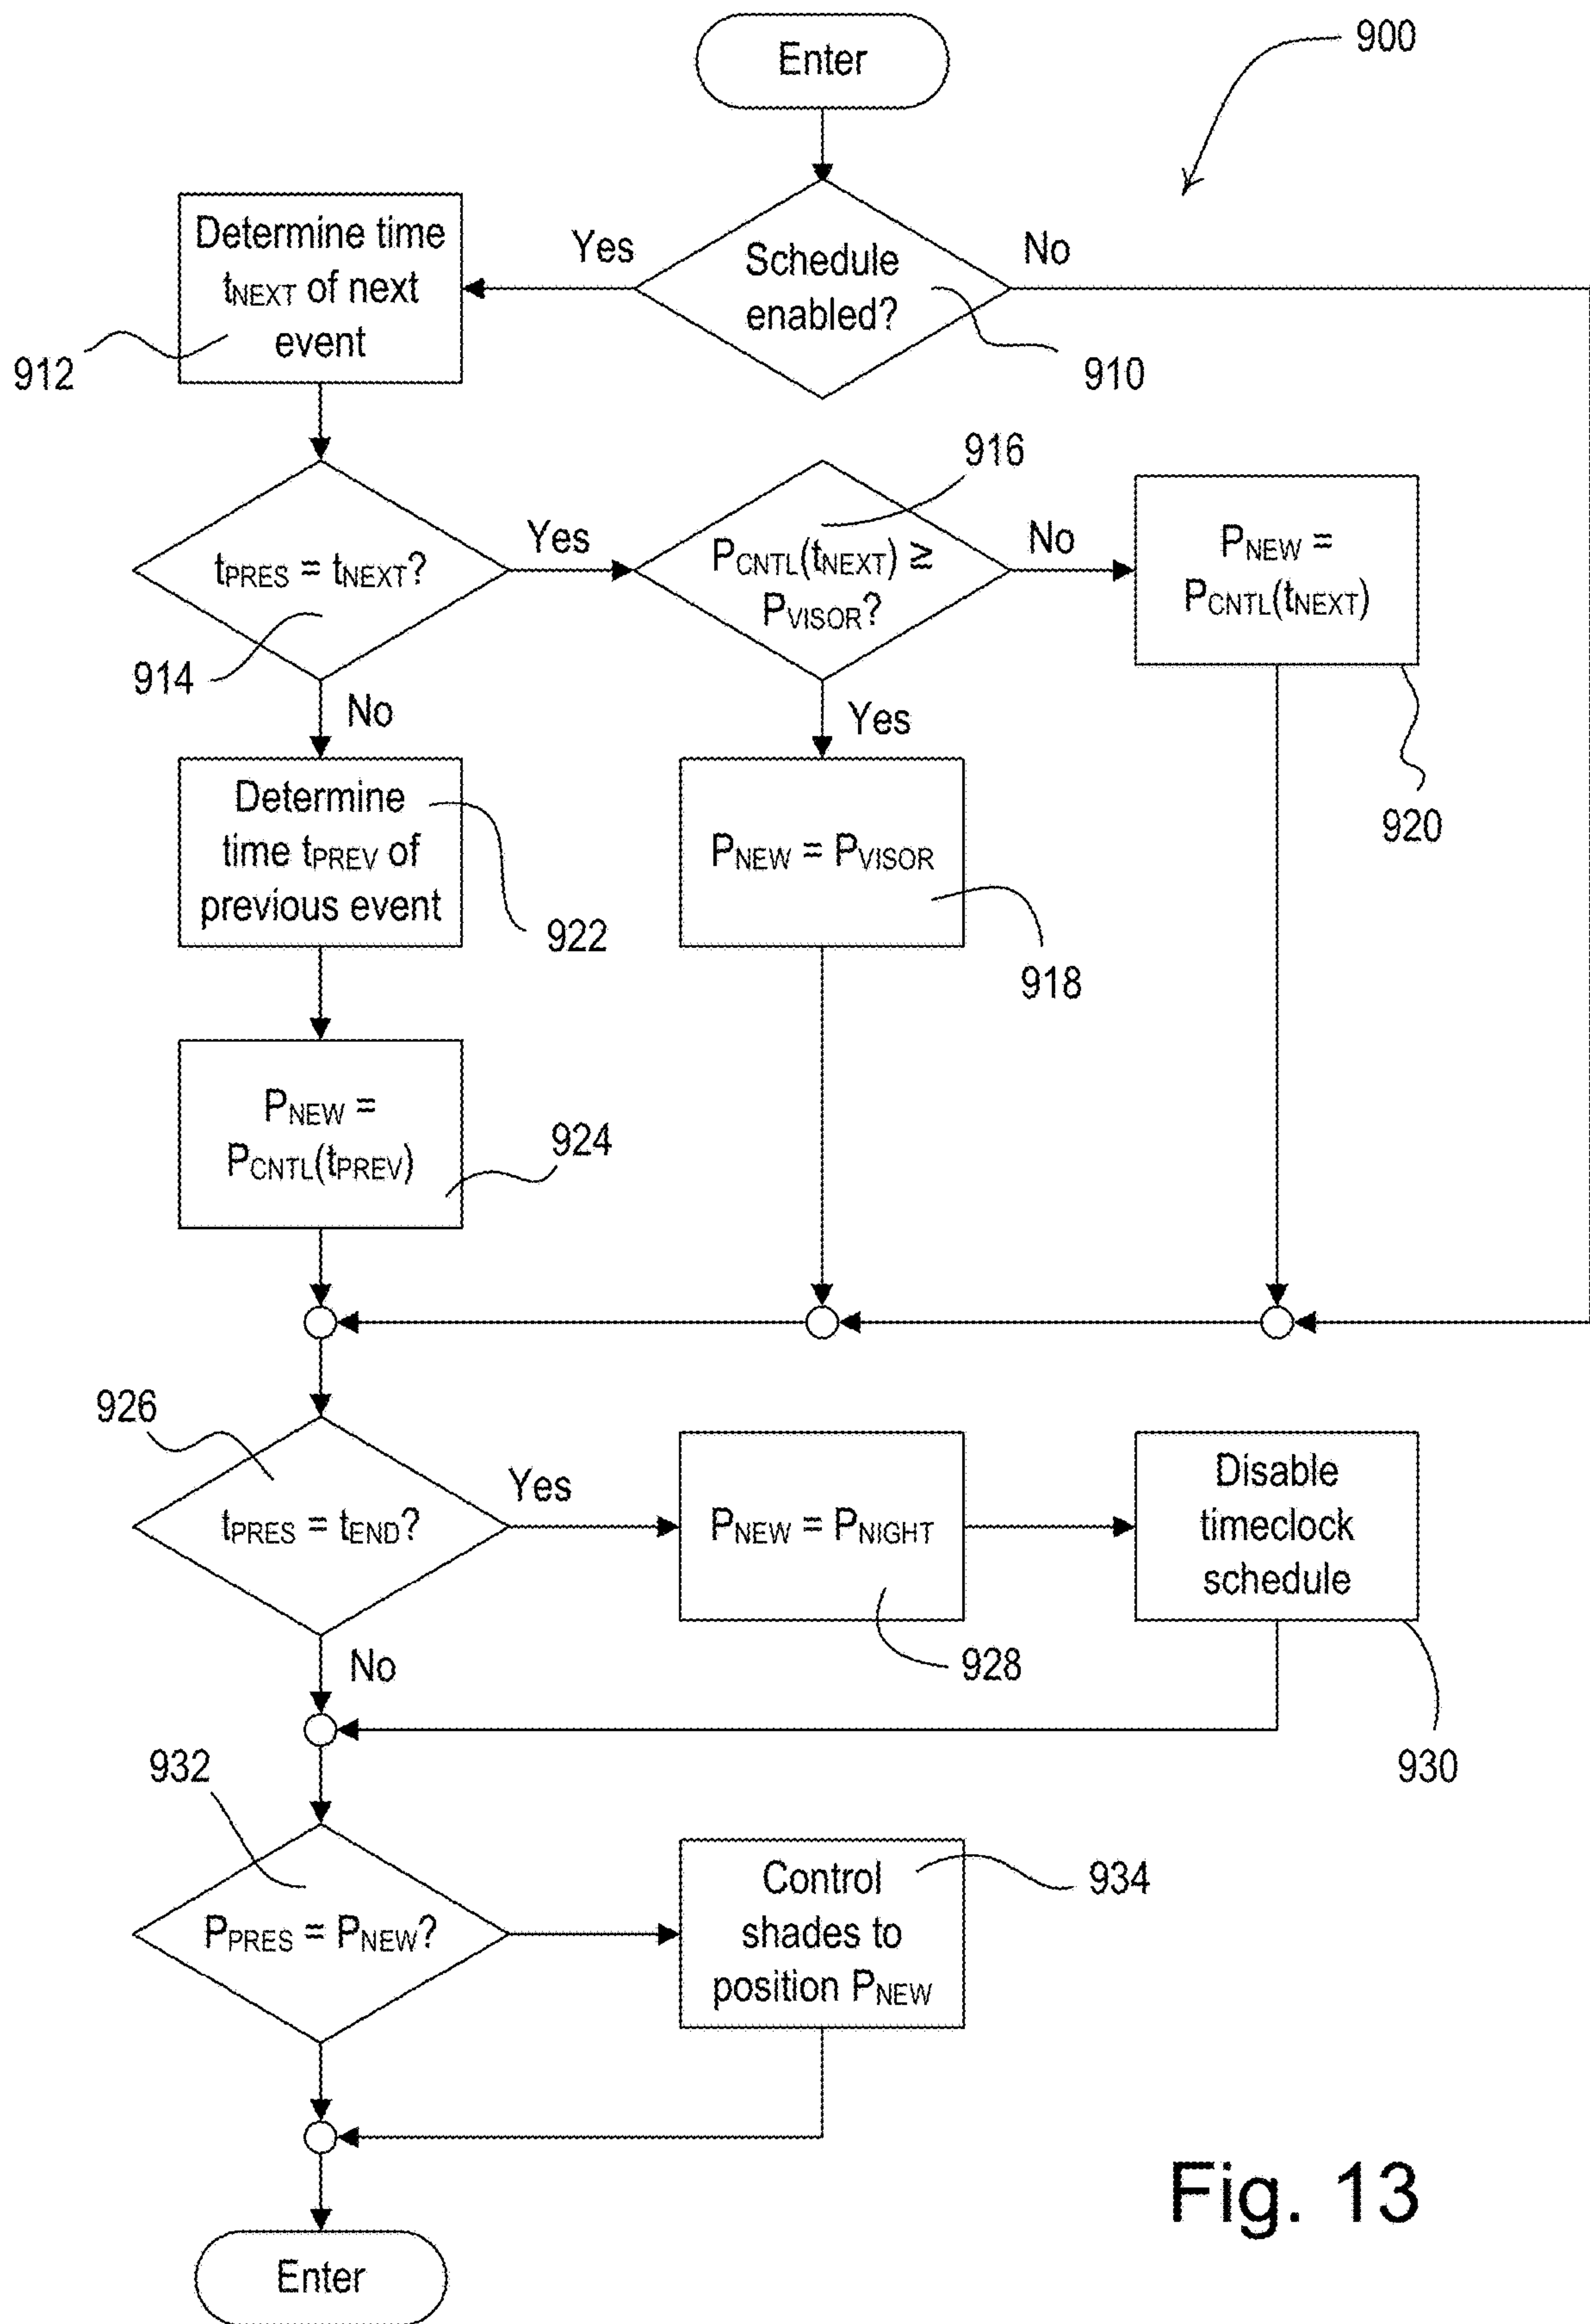 Enter
900
Schedule
enabled?
Yes
No
910
Determine time
tNEXT of next
event
912
tPRES = tNEXT?
914
Yes
No
916
PCNTL(tNEXT) ≥
PVISOR?
No
Yes
PNEW =
PCNTL(tNEXT)
920
Determine
time tPREV of
previous event
922
PNEW = PVISOR
918
PNEW =
PCNTL(tPREV)
924
926
tPRES = tEND?
Yes
No
PNEW = PNIGHT
928
Disable
timeclock
schedule
930
932
PPRES = PNEW?
Control
shades to
position PNEW
934
Enter
Fig. 13